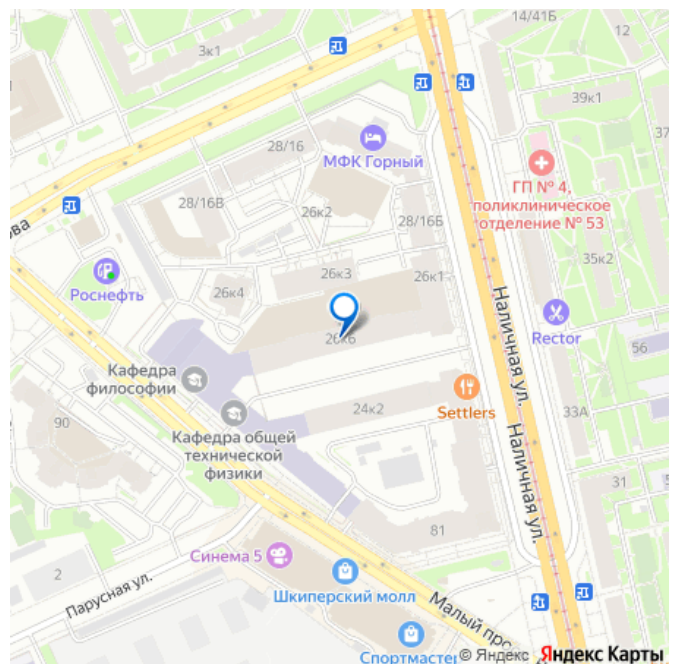 14/41Б
12
3к1
39к1
37
28/16
МФК Горный
ГП № 4,
поликлиническое
отделение № 53
28/16В
26к2
28/16Б
ова
35к2
26к3
26к1
26к4
Роснефть
Наличная ул.
26к6
Rector
56
Кафедра
философии
Settlers
24к2
33А
90
Кафедра общей
технической
физики
Наличная ул.
31
81
Синема 5
2
Парусная ул.
Шкиперский молл
Малый про
Спортмастер
© Яндекс Яндекс Карты